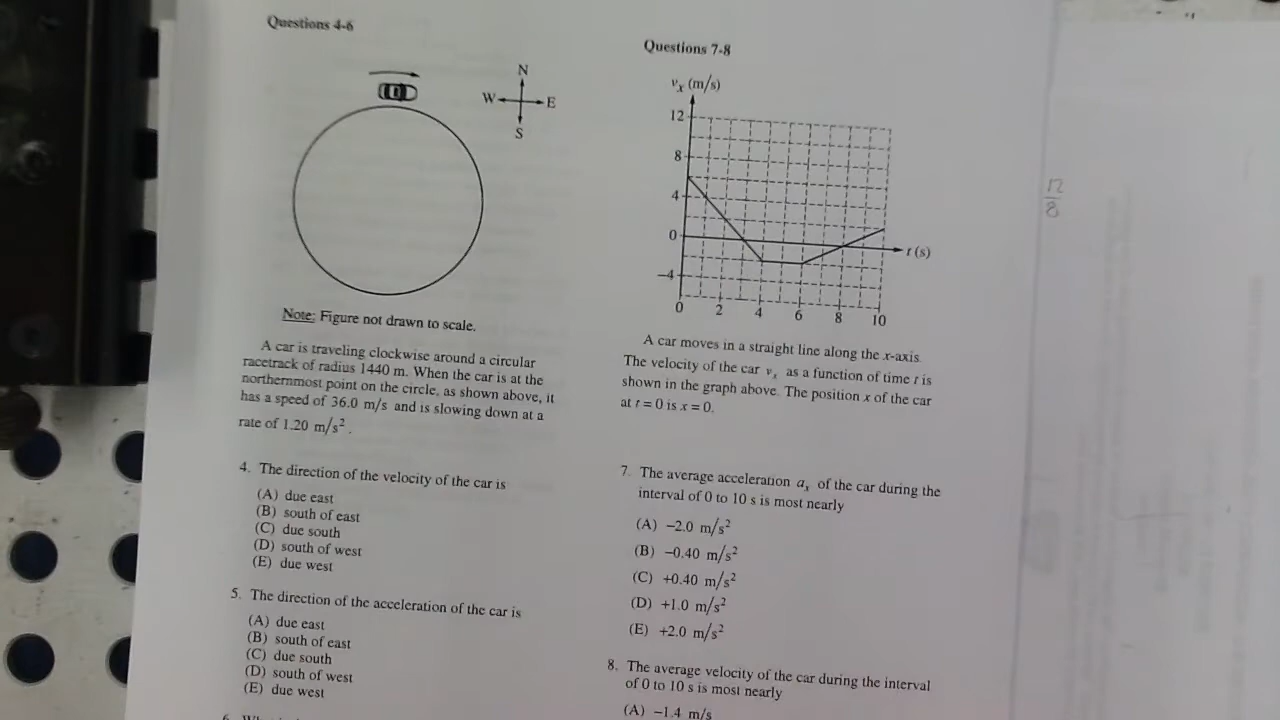 Questions 4-6
N
W E
S
Note: Figure not drawn to scale.
A car is traveling clockwise around a circular
racetrack of radius 1440 m. When the car is at the
northernmost point on the circle, as shown above, it
has a speed of 36.0 m/s and is slowing down at a
rate of 1.20 m/s².
4. The direction of the velocity of the car is
(A) due east
(B) south of east
(C) due south
(D) south of west
(E) due west
5. The direction of the acceleration of the car is
(A) due east
(B) south of east
(C) due south
(D) south of west
(E) due west
Questions 7-8
vₓ (m/s)
12
8
4
0
t (s)
−4
0 2 4 6 8 10
A car moves in a straight line along the x-axis.
The velocity of the car vₓ as a function of time t is
shown in the graph above. The position x of the car
at t = 0 is x = 0.
7. The average acceleration aₓ of the car during the
interval of 0 to 10 s is most nearly
(A) −2.0 m/s²
(B) −0.40 m/s²
(C) +0.40 m/s²
(D) +1.0 m/s²
(E) +2.0 m/s²
8. The average velocity of the car during the interval
of 0 to 10 s is most nearly
(A) −1.4 m/s